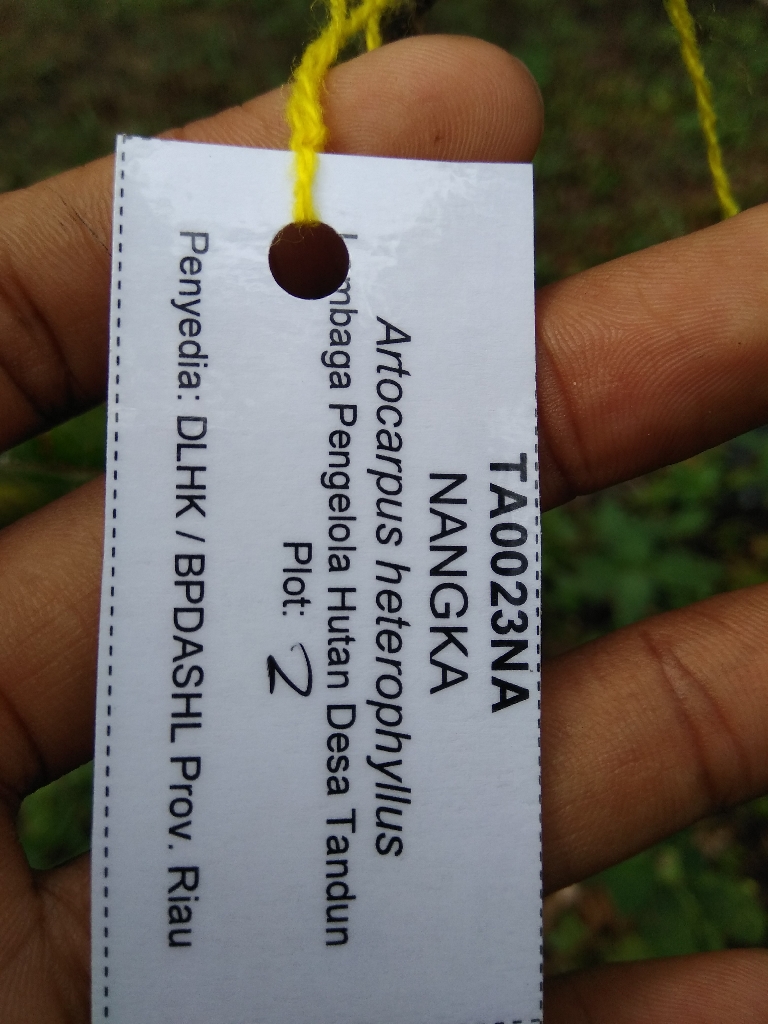 TA0023NA
NANGKA
Artocarpus heterophyllus
Lembaga Pengelola Hutan Desa Tandun
Plot: 2
Penyedia: DLHK / BPDASHL Prov. Riau